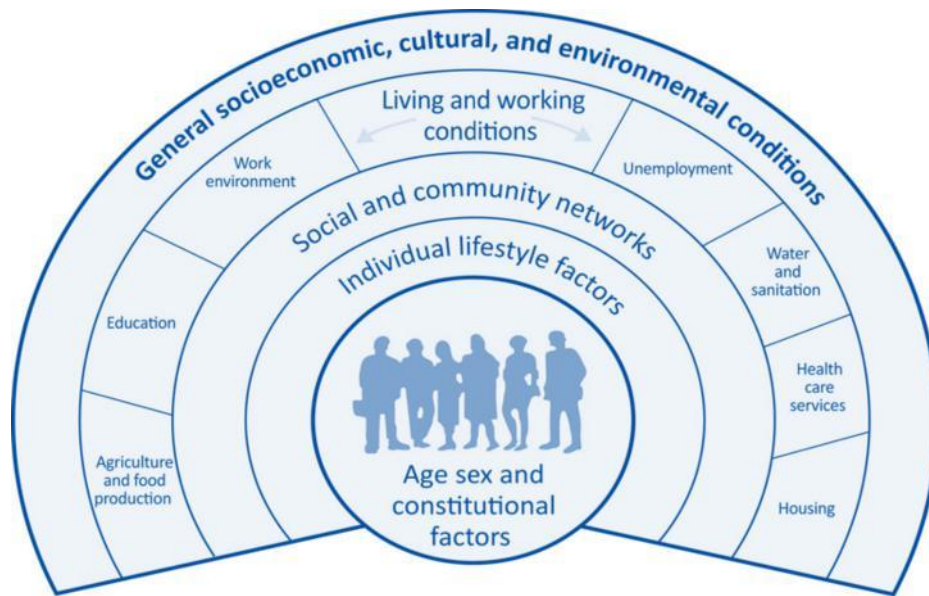 General socioeconomic, cultural, and environmental conditions
Living and working
conditions
Work
environment
Unemployment
Social and community networks
Individual lifestyle factors
Education
Water
and
sanitation
Health
care
services
Agriculture
and food
production
Housing
Age sex and
constitutional
factors